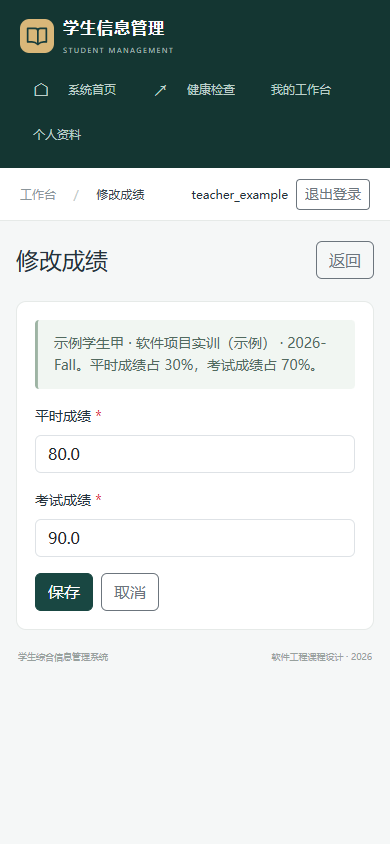 学生信息管理
STUDENT MANAGEMENT
系统首页 健康检查 我的工作台
个人资料
工作台 / 修改成绩 teacher_example 退出登录
修改成绩 返回
示例学生甲 · 软件项目实训（示例） · 2026-
Fall。平时成绩占 30%，考试成绩占 70%。
平时成绩 *
80.0
考试成绩 *
90.0
保存 取消
学生综合信息管理系统 软件工程课程设计 · 2026